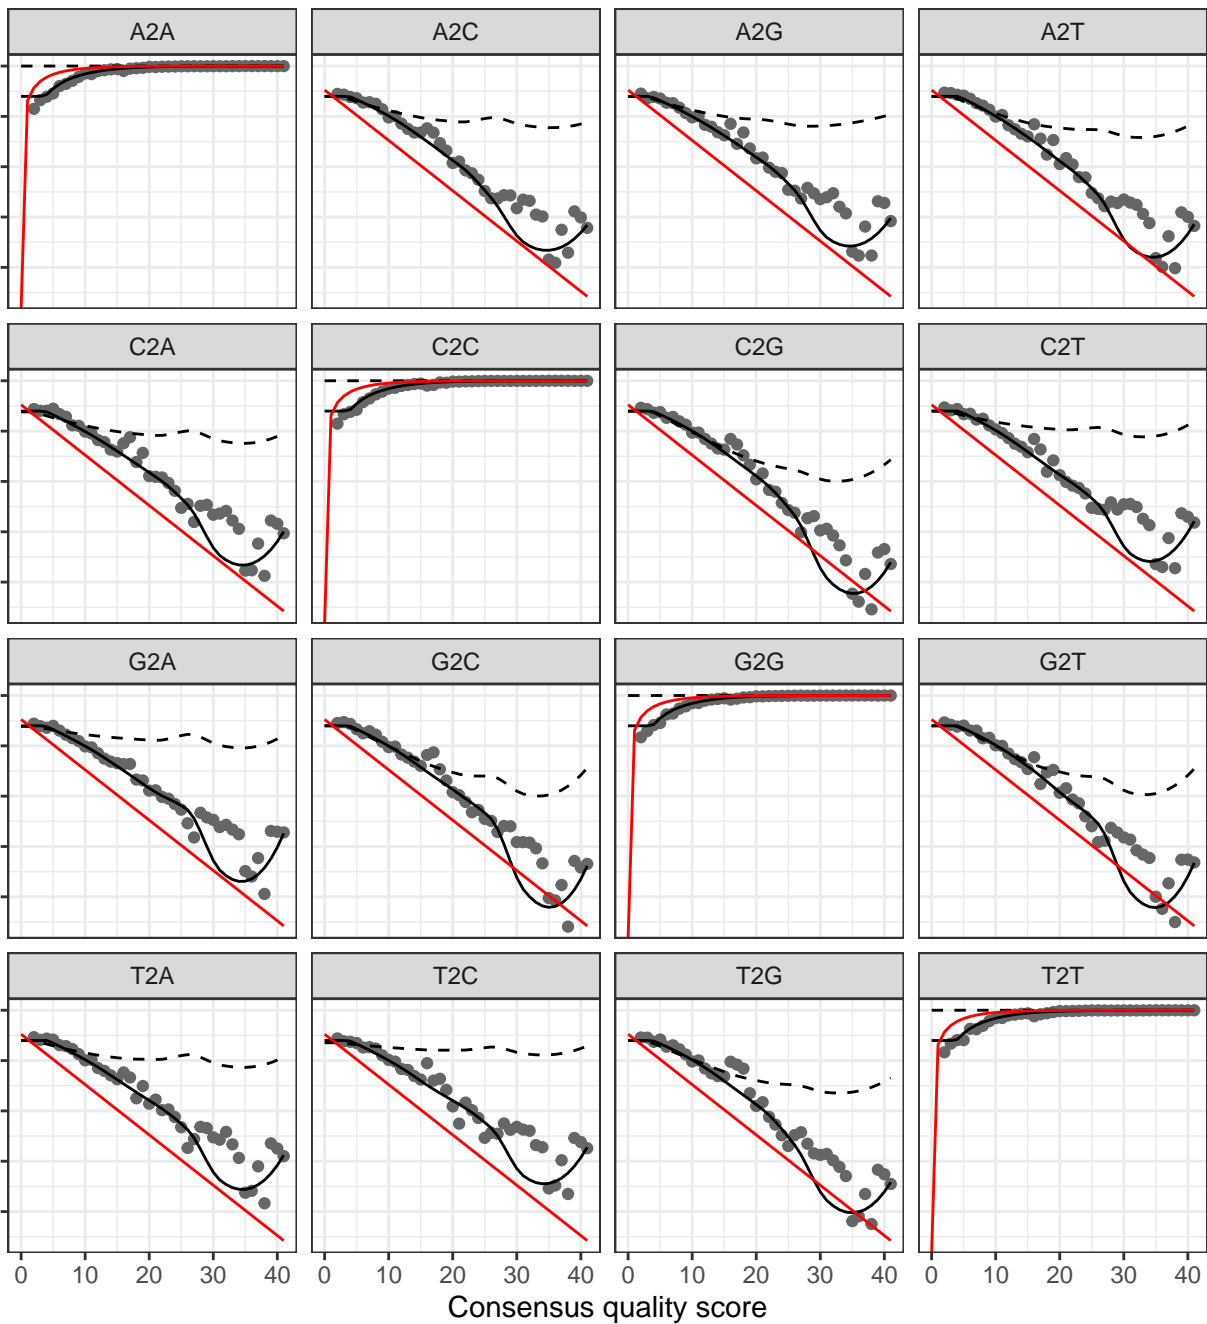 A2A A2C A2G A2T
C2A C2C C2G C2T
G2A G2C G2G G2T
T2A T2C T2G T2T
0 10 20 30 40 0 10 20 30 40 0 10 20 30 40 0 10 20 30 40
Consensus quality score